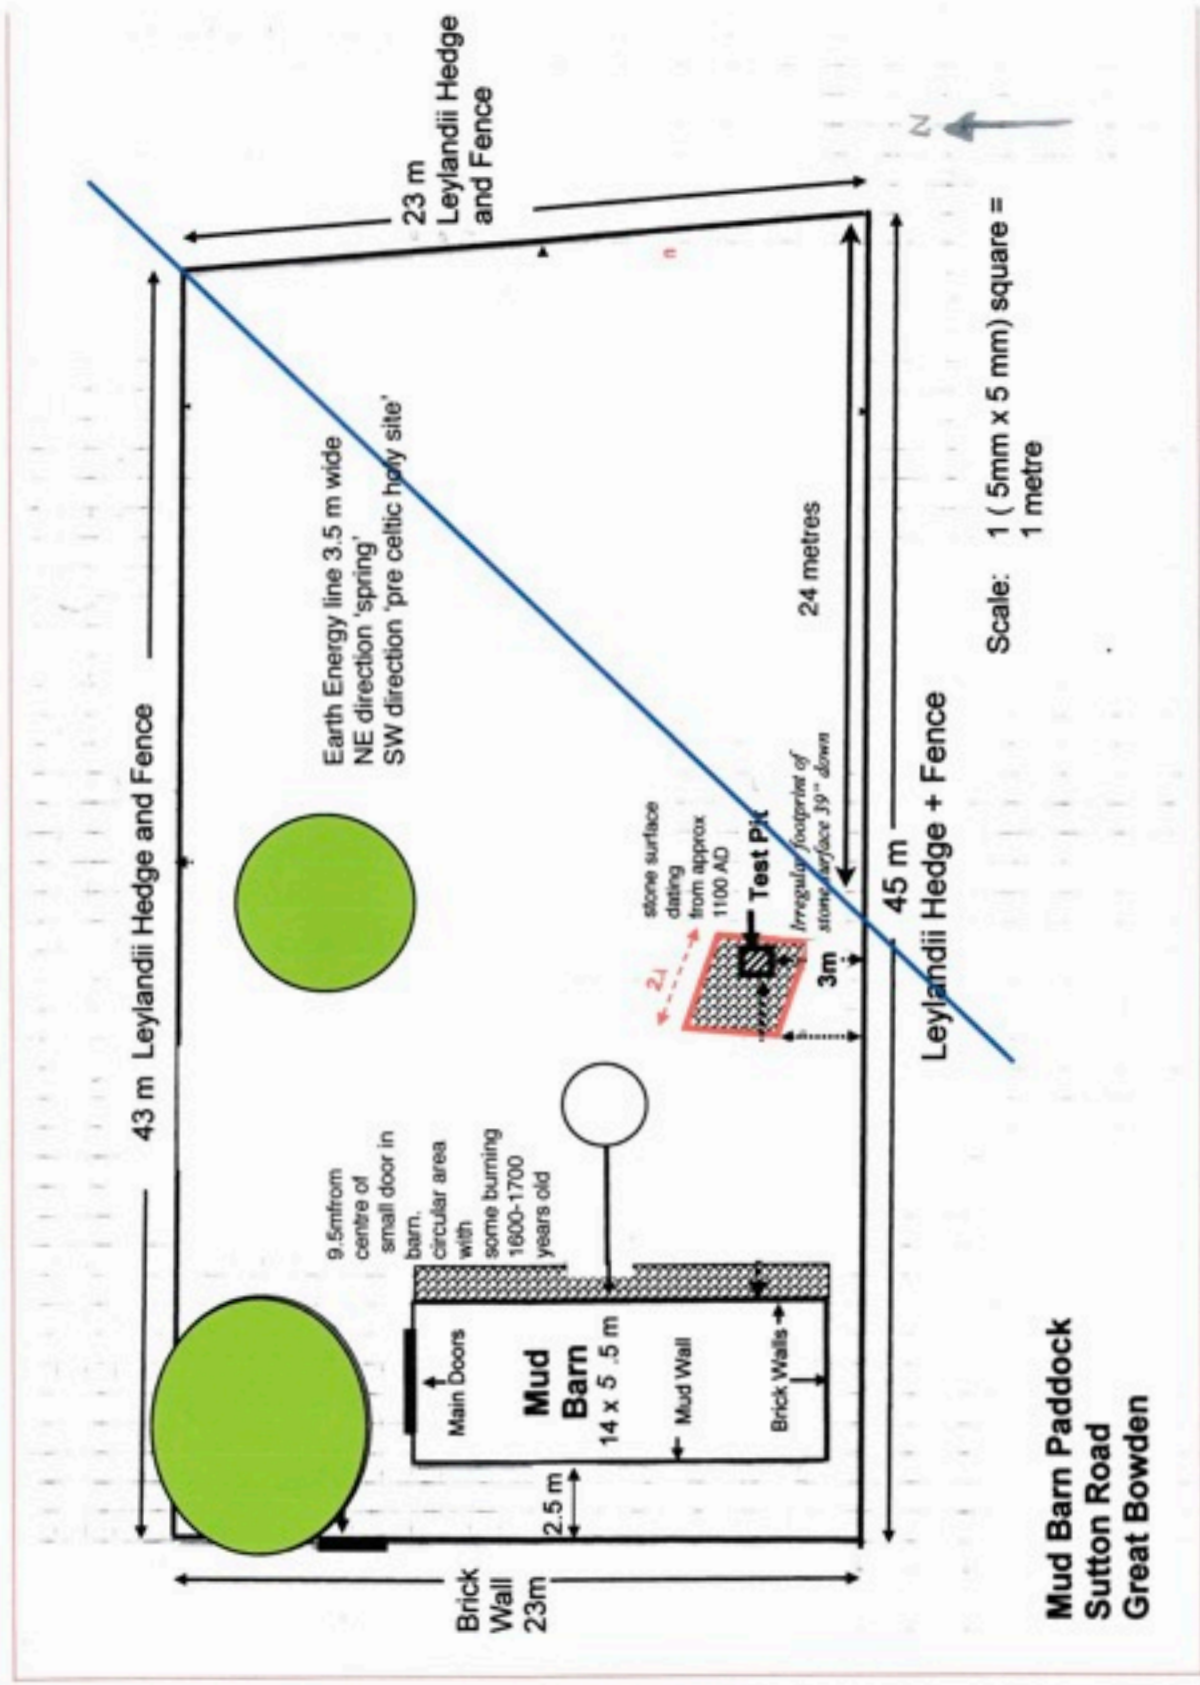 43 m Leylandii Hedge and Fence
23 m
Leylandii Hedge
and Fence
Earth Energy line 3.5 m wide
NE direction 'spring'
SW direction 'pre celtic holy site'
9.5mfrom
centre of
small door in
barn.
circular area
with
some burning
1600-1700
years old
Brick
Wall
23m
2.5 m
Main Doors
Mud
Barn
14 x 5 .5 m
Mud Wall
Brick Walls
stone surface
dating
from approx
1100 AD
Test Pit
Irregular footprint of
stone surface 39" down
3m
24 metres
n
45 m
Leylandii Hedge + Fence
Scale: 1 ( 5mm x 5 mm) square =
1 metre
N
Mud Barn Paddock
Sutton Road
Great Bowden